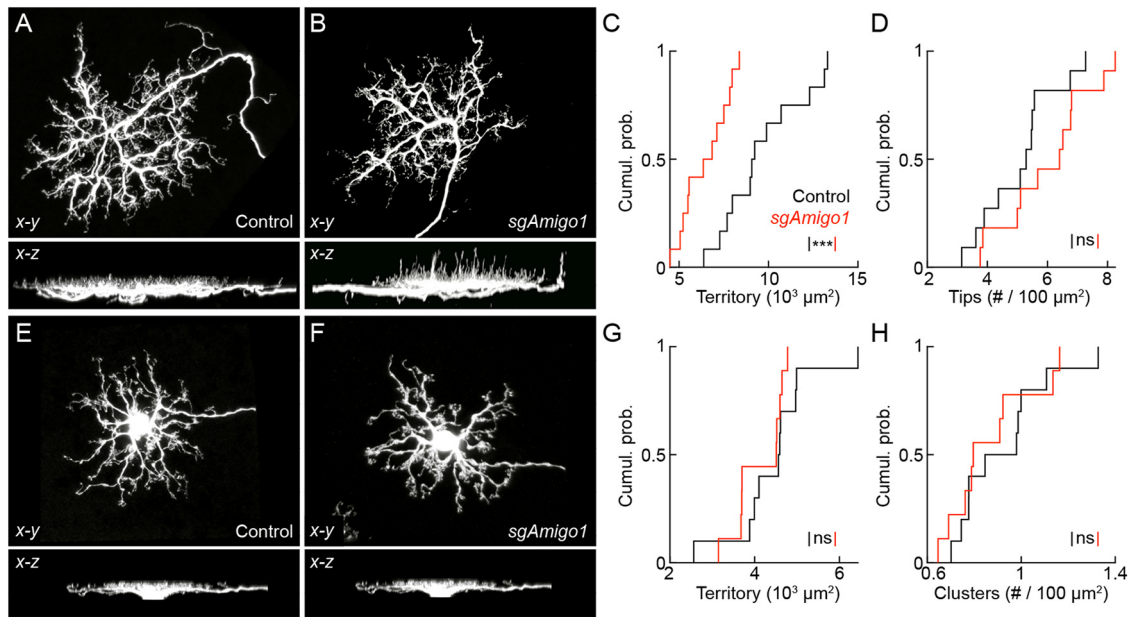 A
x-y
Control
x-z
B
x-y
sgAmigo1
x-z
C
Cumul. prob.
1
0.5
0
Control
sgAmigo1
|***|
5
10
15
Territory (10³ µm²)
D
Cumul. prob.
1
0.5
0
|ns|
2
4
6
8
Tips (# / 100 µm²)
E
x-y
Control
x-z
F
x-y
sgAmigo1
x-z
G
Cumul. prob.
1
0.5
0
|ns|
2
4
6
Territory (10³ µm²)
H
Cumul. prob.
1
0.5
0
|ns|
0.6
1
1.4
Clusters (# / 100 µm²)